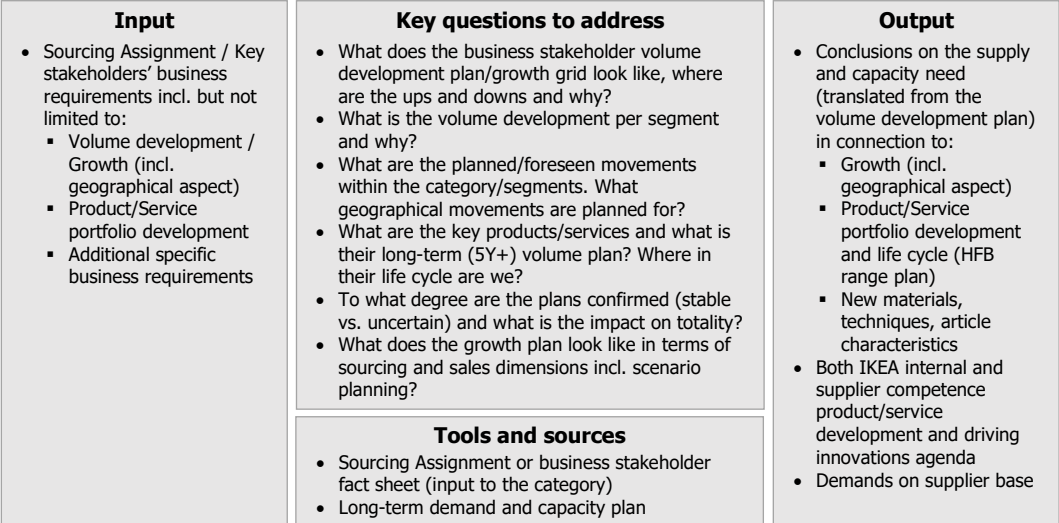 Input
• Sourcing Assignment / Key
stakeholders' business
requirements incl. but not
limited to:
▪ Volume development /
Growth (incl.
geographical aspect)
▪ Product/Service
portfolio development
▪ Additional specific
business requirements
Key questions to address
• What does the business stakeholder volume
development plan/growth grid look like, where
are the ups and downs and why?
• What is the volume development per segment
and why?
• What are the planned/foreseen movements
within the category/segments. What
geographical movements are planned for?
• What are the key products/services and what is
their long-term (5Y+) volume plan? Where in
their life cycle are we?
• To what degree are the plans confirmed (stable
vs. uncertain) and what is the impact on totality?
• What does the growth plan look like in terms of
sourcing and sales dimensions incl. scenario
planning?
Tools and sources
• Sourcing Assignment or business stakeholder
fact sheet (input to the category)
• Long-term demand and capacity plan
Output
• Conclusions on the supply
and capacity need
(translated from the
volume development plan)
in connection to:
▪ Growth (incl.
geographical aspect)
▪ Product/Service
portfolio development
and life cycle (HFB
range plan)
▪ New materials,
techniques, article
characteristics
• Both IKEA internal and
supplier competence
product/service
development and driving
innovations agenda
• Demands on supplier base